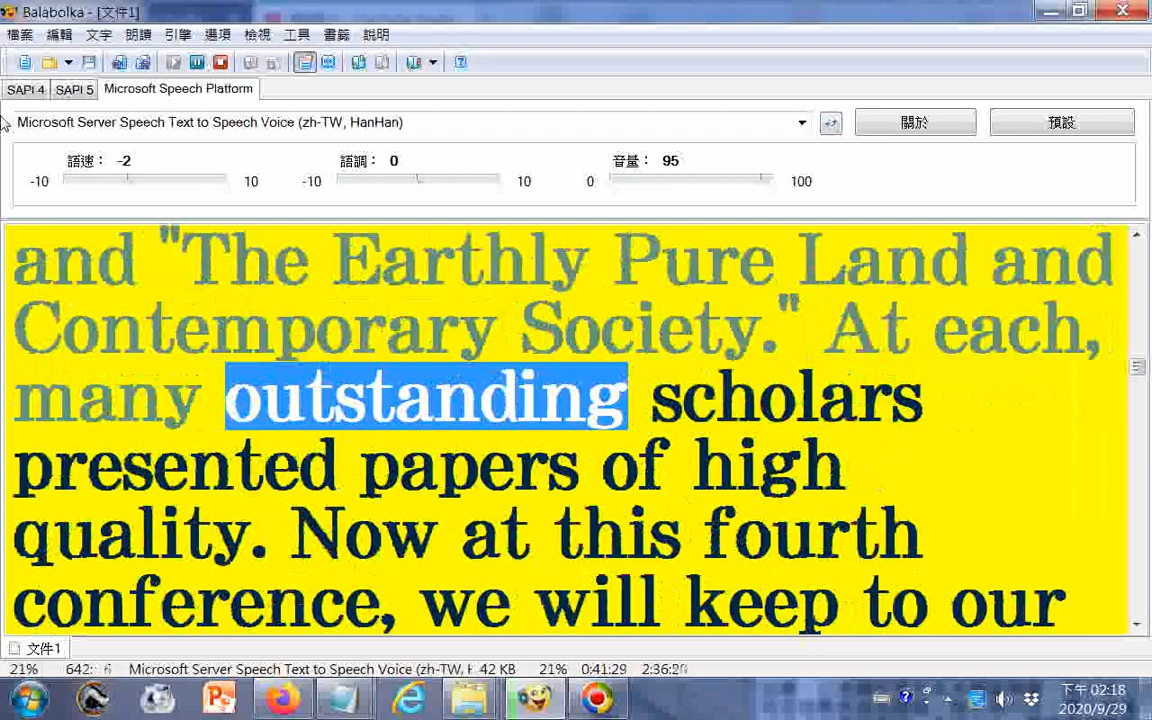 Balabolka - [文件1]
檔案 編輯 文字 朗讀 引擎 選項 檢視 工具 書籤 說明
SAPI 4 SAPI 5 Microsoft Speech Platform
Microsoft Server Speech Text to Speech Voice (zh-TW, HanHan) 關於 預設
語速： -2 語調： 0 音量： 95
-10 10 -10 10 0 100
and "The Earthly Pure Land and
Contemporary Society." At each,
many outstanding scholars
presented papers of high
quality. Now at this fourth
conference, we will keep to our
文件1
21% 642: Microsoft Server Speech Text to Speech Voice (zh-TW, 42 KB 21% 0:41:29 2:36:20
下午 02:18
2020/9/29